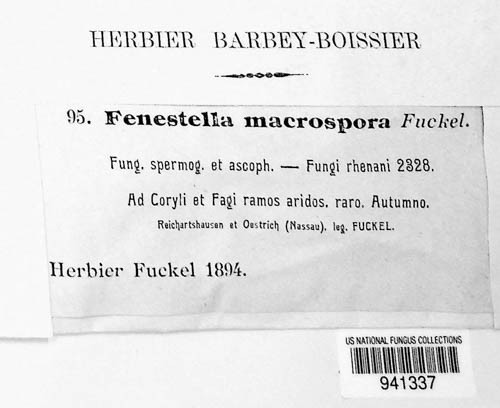 HERBIER BARBEY-BOISSIER
95. Fenestella macrospora Fuckel.
Fung. spermog. et ascoph. — Fungi rhenani 2328.
Ad Coryli et Fagi ramos aridos. raro. Autumno.
Reichartshausen et Oestrich (Nassau). leg. FUCKEL.
Herbier Fuckel 1894.
US NATIONAL FUNGUS COLLECTIONS
941337